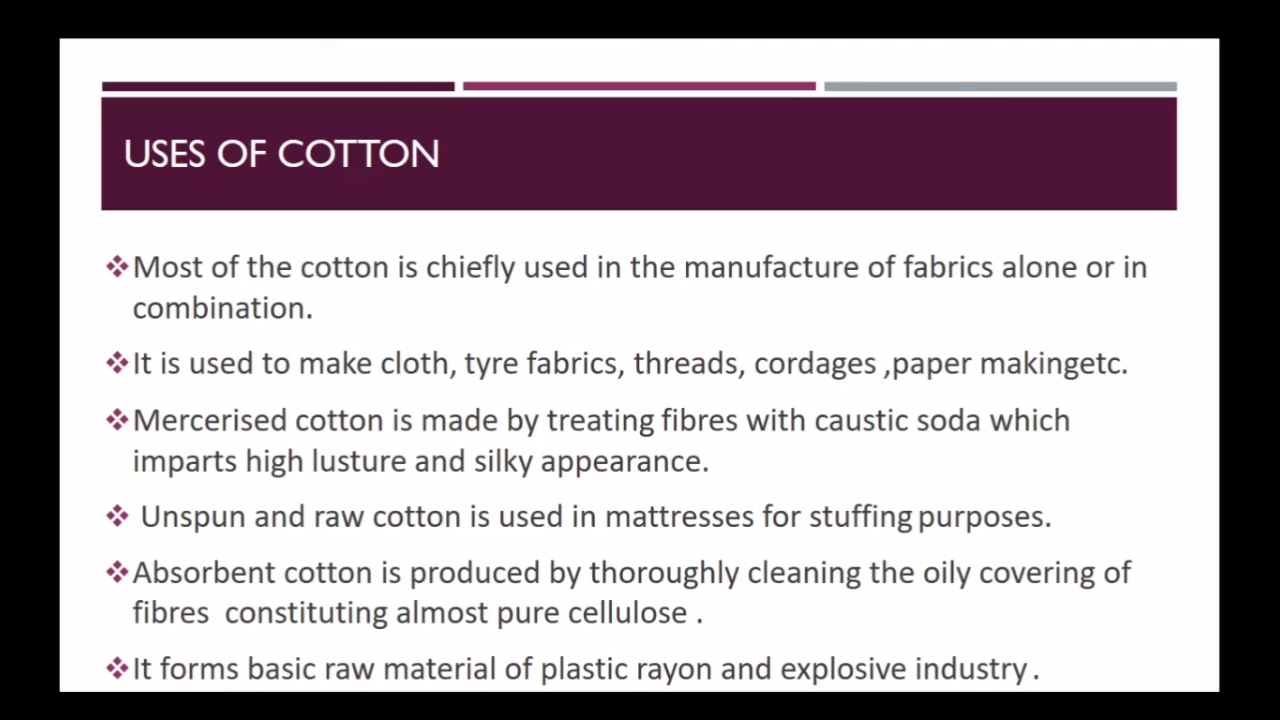 USES OF COTTON
❖Most of the cotton is chiefly used in the manufacture of fabrics alone or in
combination.
❖It is used to make cloth, tyre fabrics, threads, cordages ,paper makingetc.
❖Mercerised cotton is made by treating fibres with caustic soda which
imparts high lusture and silky appearance.
❖ Unspun and raw cotton is used in mattresses for stuffing purposes.
❖Absorbent cotton is produced by thoroughly cleaning the oily covering of
fibres constituting almost pure cellulose .
❖It forms basic raw material of plastic rayon and explosive industry .